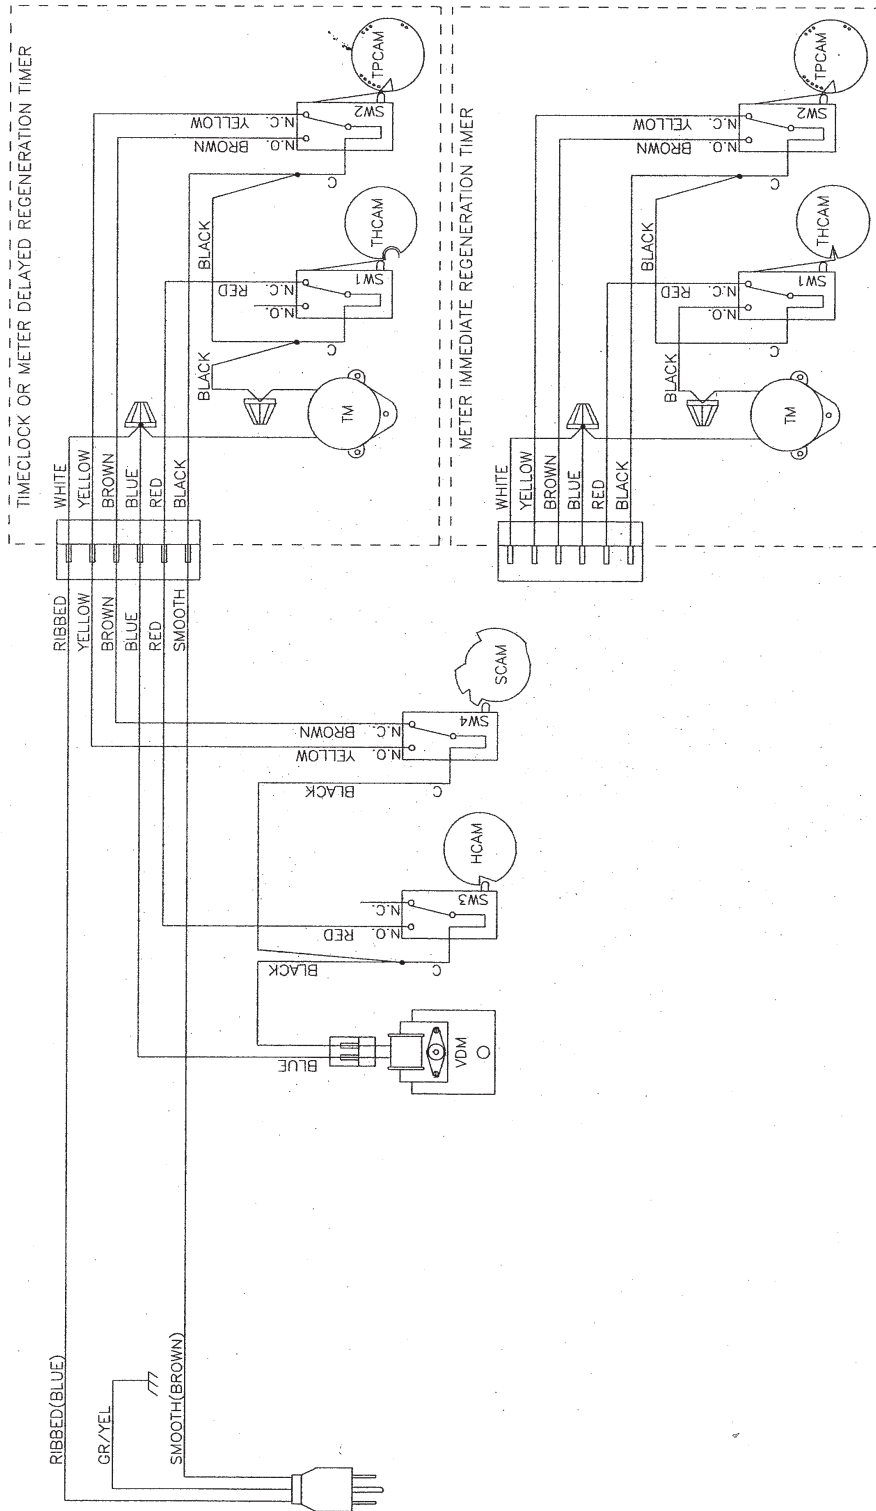 TIMECLOCK OR METER DELAYED REGENERATION TIMER
WHITE
YELLOW
BROWN
BLUE
RED
BLACK
BLACK
BLACK
TM
C
N.O.
N.C.
RED
SW1
THCAM
C
BROWN
N.O.
YELLOW
N.C.
SW2
TPCAM
METER IMMEDIATE REGENERATION TIMER
WHITE
YELLOW
BROWN
BLUE
RED
BLACK
BLACK
BLACK
TM
C
N.O.
N.C.
RED
SW1
THCAM
C
BROWN
N.O.
YELLOW
N.C.
SW2
TPCAM
RIBBED
YELLOW
BROWN
BLUE
RED
SMOOTH
BROWN
N.C.
YELLOW
N.O.
SW4
SCAM
C
BLACK
N.C.
RED
N.O.
SW3
HCAM
C
BLACK
BLUE
VDM
RIBBED(BLUE)
GR/YEL
SMOOTH(BROWN)